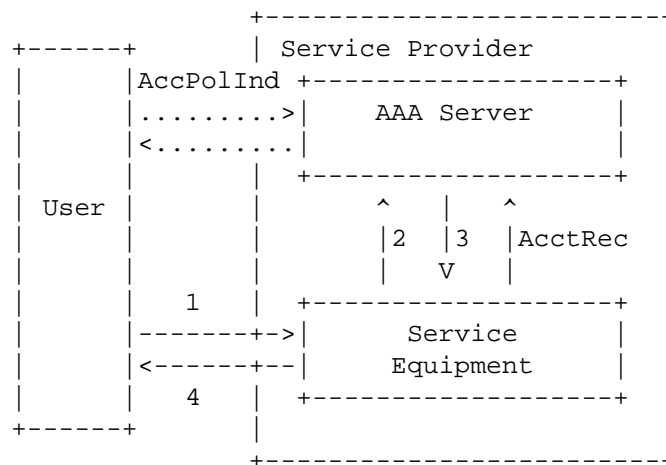 Service Provider
AccPolInd
AAA Server
User
2 3 AcctRec
1
Service
Equipment
4